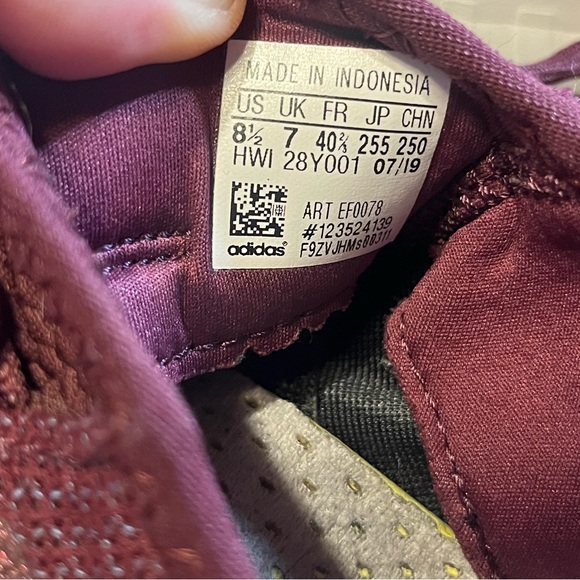 MADE IN INDONESIA
US UK FR JP CHN
8½ 7 40⅔ 255 250
HWI 28Y001 07/19
ART EF0078
#123524139
adidas® F9ZVJHMs00311